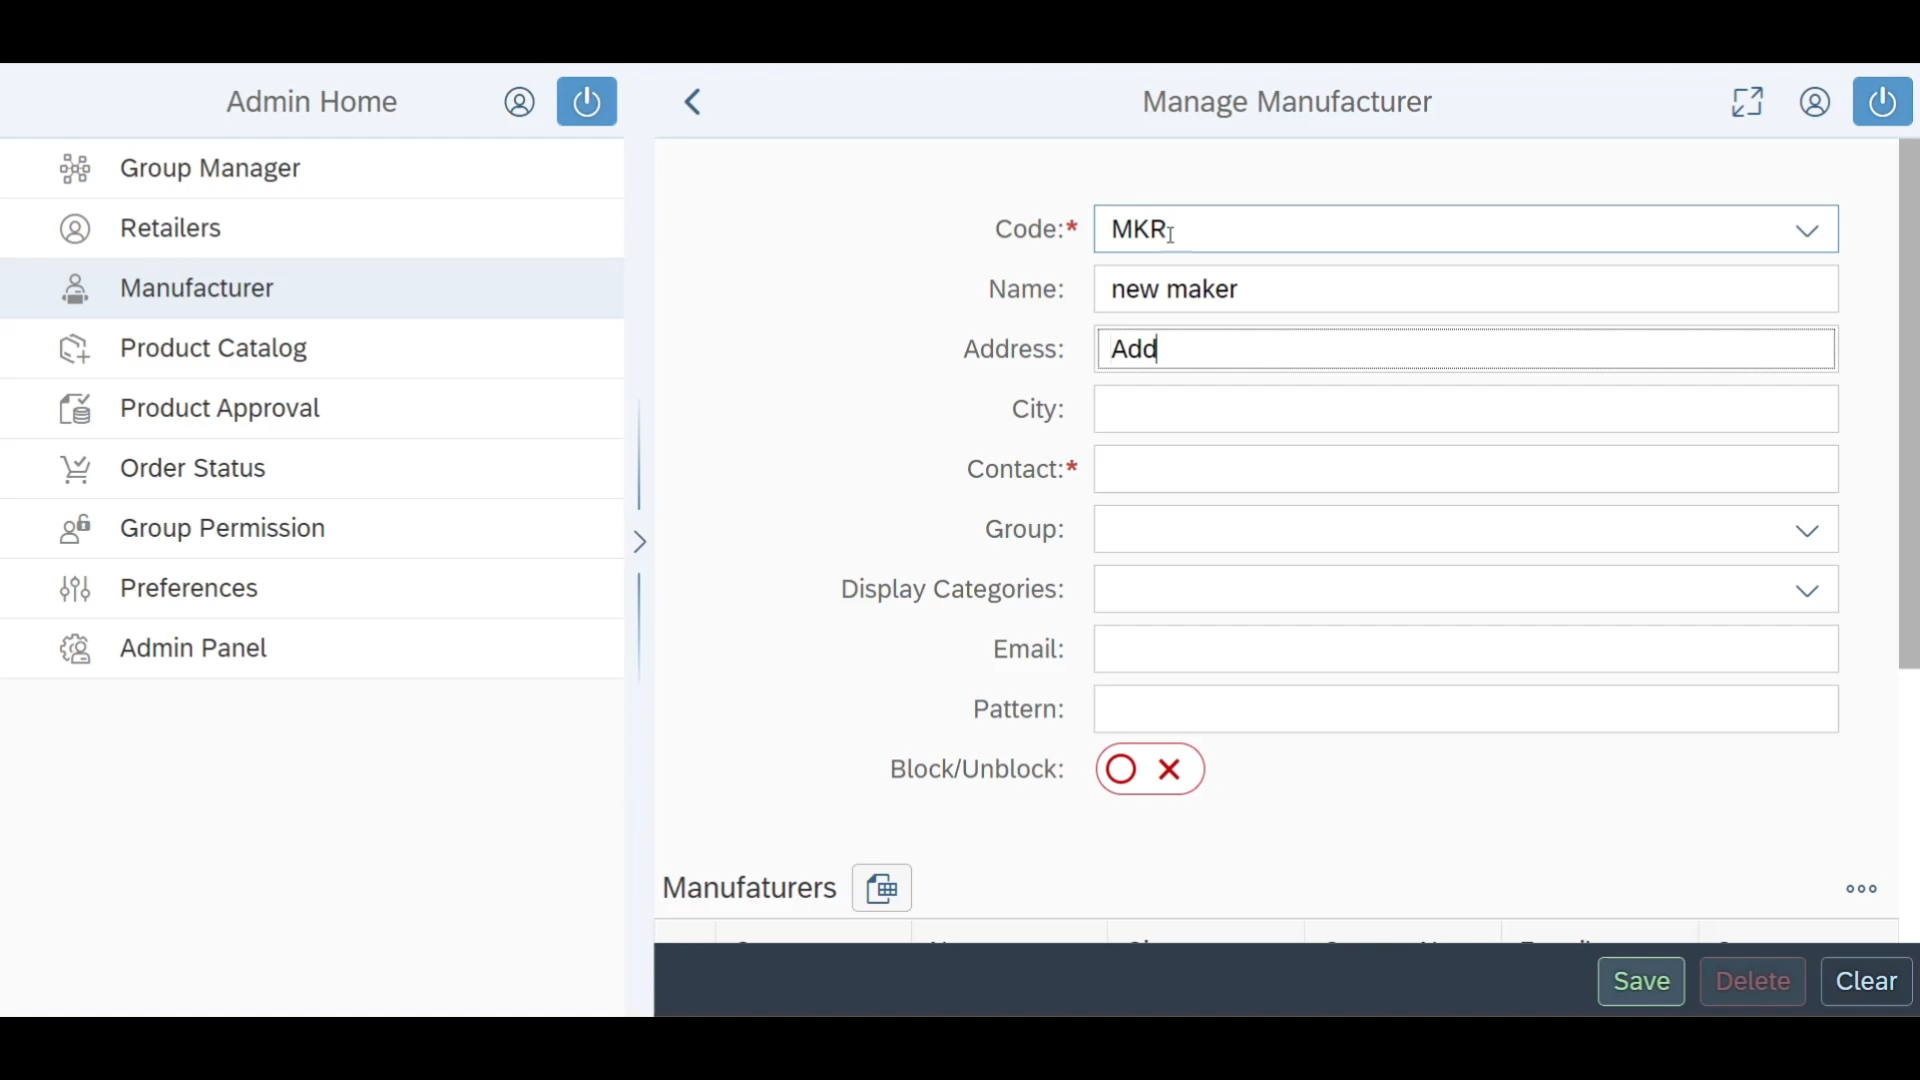 Admin Home
Manage Manufacturer
Group Manager
Retailers
Manufacturer
Product Catalog
Product Approval
Order Status
Group Permission
Preferences
Admin Panel
Code:* MKR
Name: new maker
Address: Add
City:
Contact:*
Group:
Display Categories:
Email:
Pattern:
Block/Unblock:
Manufaturers
Save Delete Clear